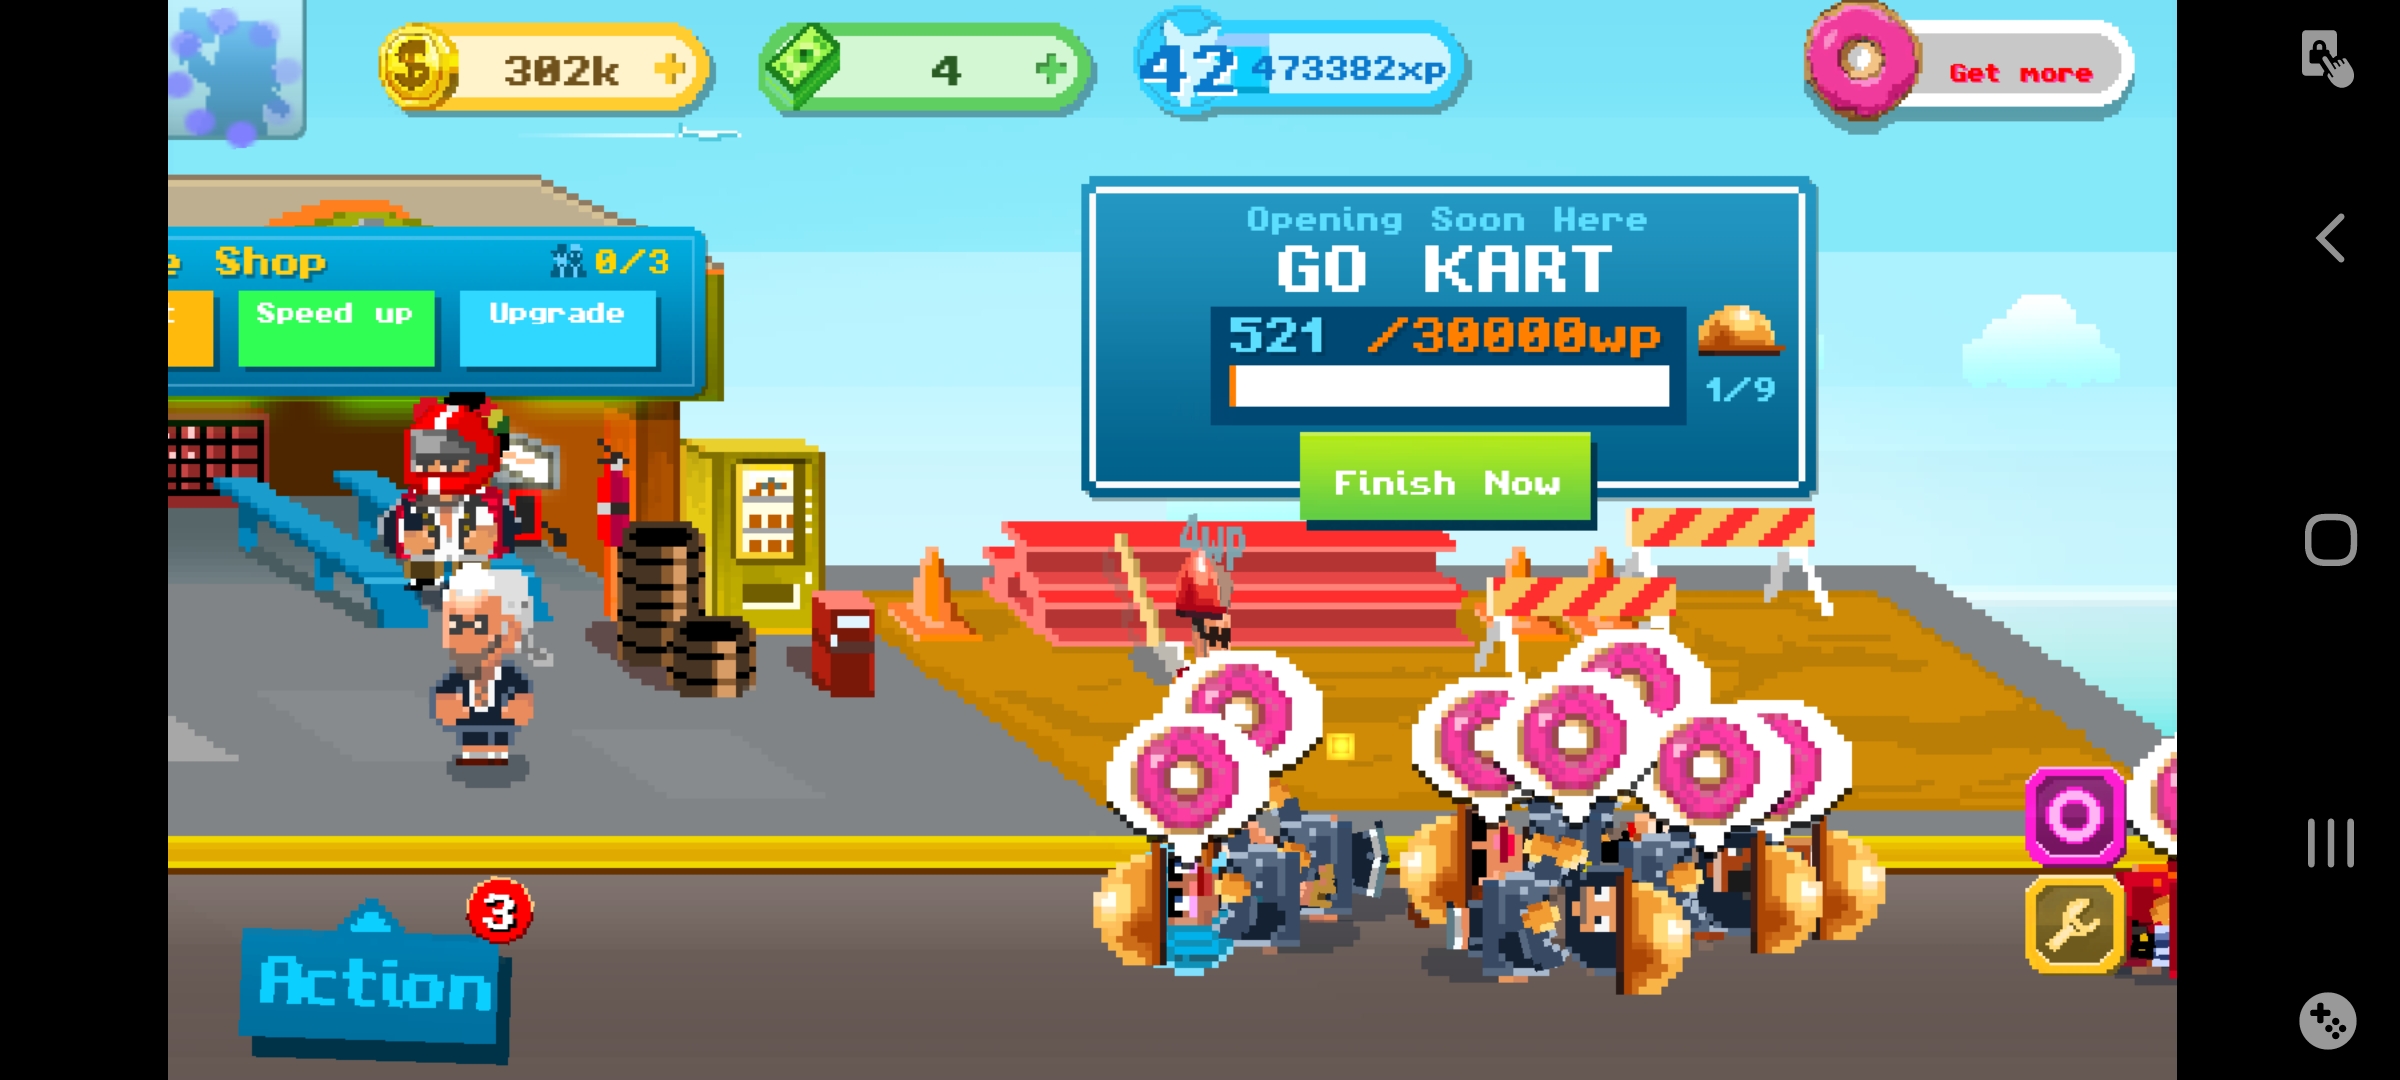 302k
4
42
473382xp
Get more
Opening Soon Here
GO KART
521 /30000wp
1/9
Finish Now
Shop
0/3
Speed up
Upgrade
4wp
3
Action